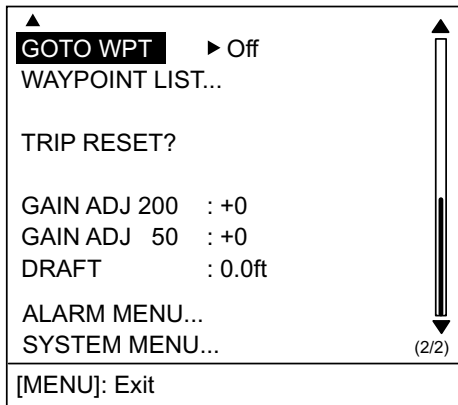 GOTO WPT ▶ Off
WAYPOINT LIST...
TRIP RESET?
GAIN ADJ 200 : +0
GAIN ADJ 50 : +0
DRAFT : 0.0ft
ALARM MENU...
SYSTEM MENU...
(2/2)
[MENU]: Exit